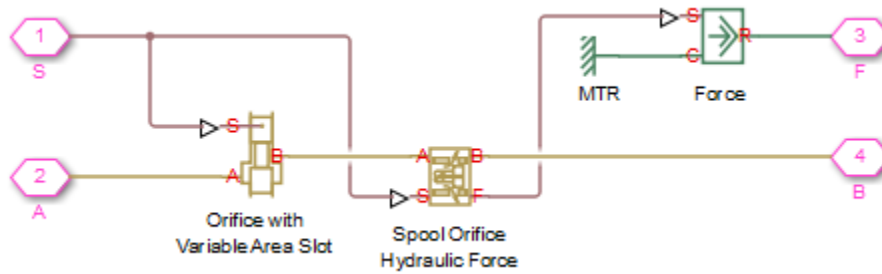 1
S
S
C
R
3
F
MTR
Force
S
B
A
2
A
A
B
S
F
4
B
Orifice with
Variable Area Slot
Spool Orifice
Hydraulic Force